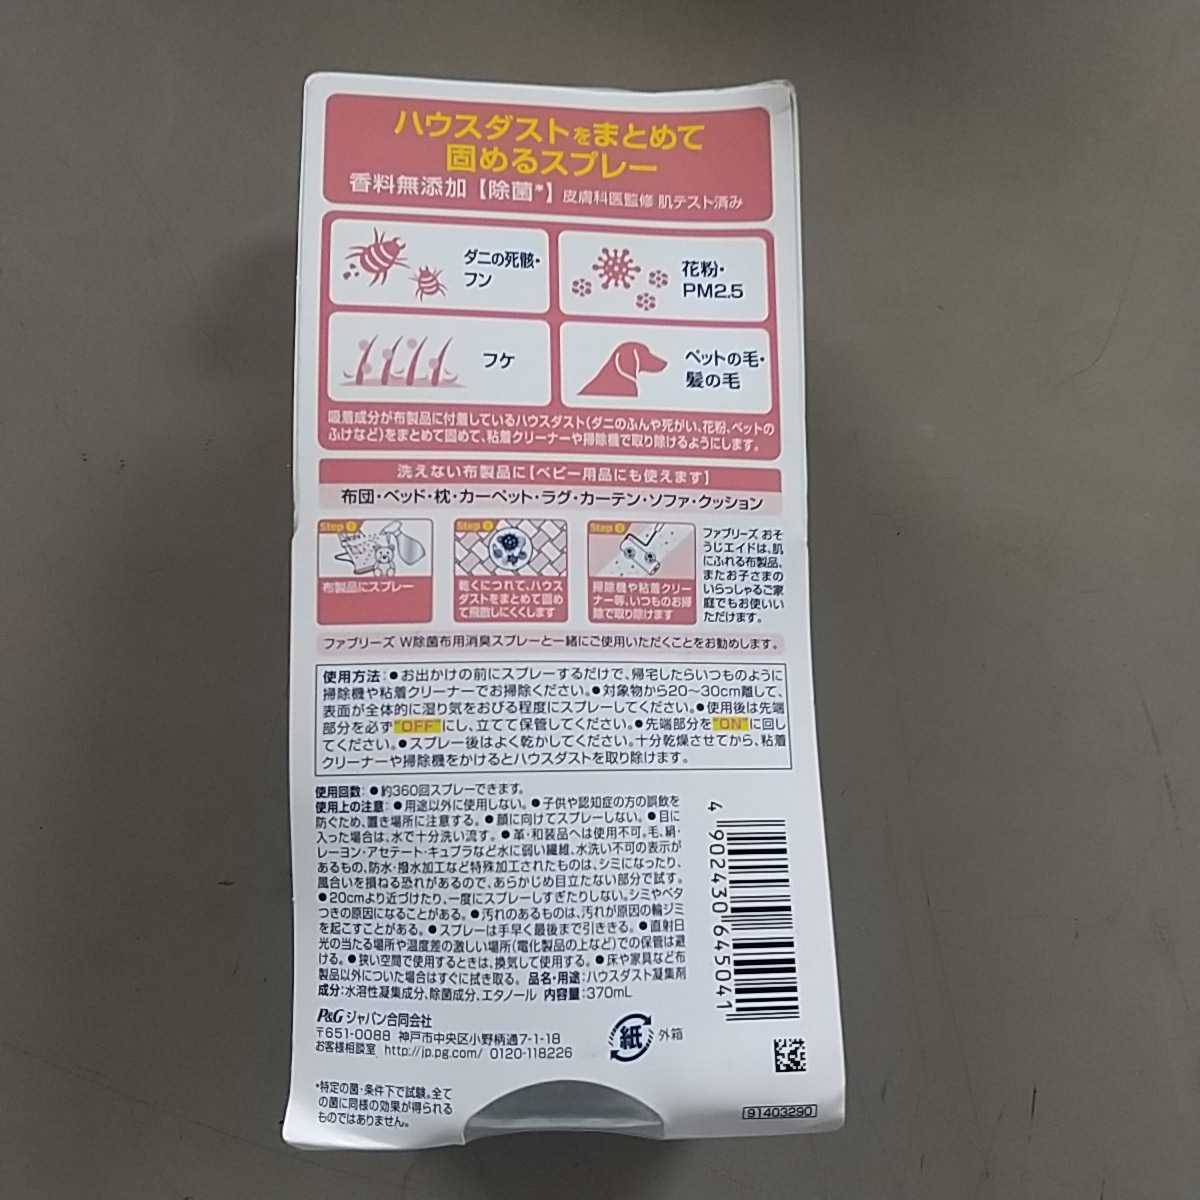 ハウスダストをまとめて
固めるスプレー
香料無添加【除菌*】皮膚科医監修 肌テスト済み
ダニの死骸・
フン
花粉・
PM2.5
フケ
ペットの毛・
髪の毛
吸着成分が布製品に付着しているハウスダスト(ダニのふんや死がい、花粉、ペットの
ふけなど)をまとめて固めて、粘着クリーナーや掃除機で取り除けるようにします。
洗えない布製品に【ベビー用品にも使えます】
布団・ベッド・枕・カーペット・ラグ・カーテン・ソファ・クッション
Step 1
布製品にスプレー
Step 2
乾くにつれて、ハウス
ダストをまとめて固め
て飛散しにくくします
Step 3
掃除機や粘着クリー
ナー等、いつものお掃
除で取り除けます
ファブリーズ おそ
うじエイドは、肌
にふれる布製品、
またお子さまの
いらっしゃるご家
庭でもお使いい
ただけます。
ファブリーズ W除菌布用消臭スプレーと一緒にご使用いただくことをお勧めします。
使用方法:●お出かけの前にスプレーするだけで、帰宅したらいつものように
掃除機や粘着クリーナーでお掃除ください。●対象物から20〜30cm離して、
表面が全体的に湿り気をおびる程度にスプレーしてください。●使用後は先端
部分を必ず"OFF"にし、立てて保管してください。●先端部分を"ON"に回し
てください。●スプレー後はよく乾かしてください。十分乾燥させてから、粘着
クリーナーや掃除機をかけるとハウスダストを取り除けます。
使用回数:●約360回スプレーできます。
使用上の注意:●用途以外に使用しない。●子供や認知症の方の誤飲を
防ぐため、置き場所に注意する。●顔に向けてスプレーしない。●目に
入った場合は、水で十分洗い流す。●革・和装品へは使用不可。毛、絹・
レーヨン・アセテート・キュプラなど水に弱い繊維、水洗い不可の表示が
あるもの、防水・撥水加工など特殊加工されたものは、シミになったり、
風合いを損ねる恐れがあるので、あらかじめ目立たない部分で試す。
●20cmより近づけたり、一度にスプレーしすぎたりしない。シミやベタ
つきの原因になることがある。●汚れのあるものは、汚れが原因の輪ジミ
を起こすことがある。●スプレーは手早く最後まで引ききる。●直射日
光の当たる場所や温度差の激しい場所(電化製品の上など)での保管は避
ける。●狭い空間で使用するときは、換気して使用する。●床や家具など布
製品以外についた場合はすぐに拭き取る。品名・用途:ハウスダスト凝集剤
成分:水溶性凝集成分、除菌成分、エタノール 内容量:370mL
P&Gジャパン合同会社
〒651-0088 神戸市中央区小野柄通7-1-18
お客様相談室 http://jp.pg.com/ 0120-118226
紙 外箱
*特定の菌・条件下で試験。全て
の菌に同様の効果が得られる
ものではありません。
4 902430 645041
91403290